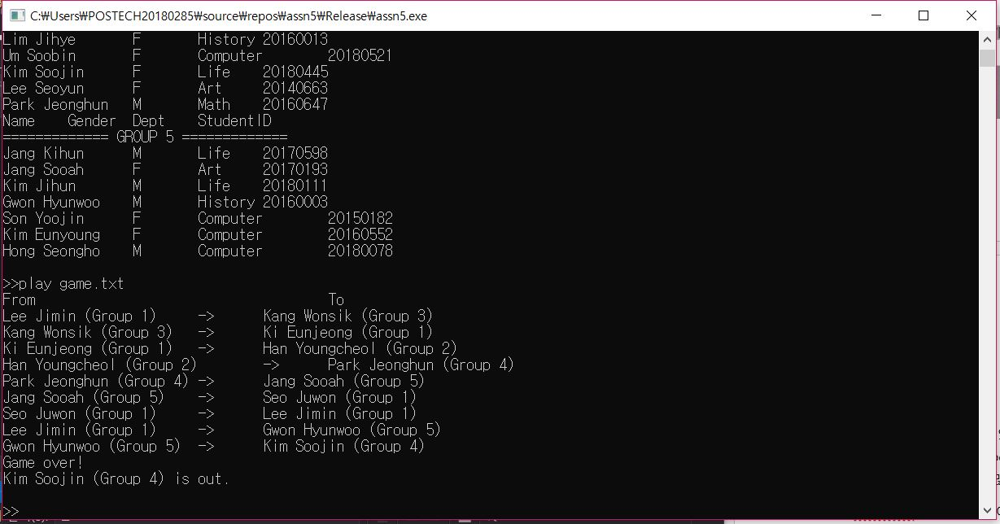 C:₩Users₩POSTECH20180285₩source₩repos₩assn5₩Release₩assn5.exe
Lim Jihye F History 20160013
Um Soobin F Computer 20180521
Kim Soojin F Life 20180445
Lee Seoyun F Art 20140663
Park Jeonghun M Math 20160647
Name Gender Dept StudentID
============= GROUP 5 =============
Jang Kihun M Life 20170598
Jang Sooah F Art 20170193
Kim Jihun M Life 20180111
Gwon Hyunwoo M History 20160003
Son Yoojin F Computer 20150182
Kim Eunyoung F Computer 20160552
Hong Seongho M Computer 20180078
>>play game.txt
From To
Lee Jimin (Group 1) -> Kang Wonsik (Group 3)
Kang Wonsik (Group 3) -> Ki Eunjeong (Group 1)
Ki Eunjeong (Group 1) -> Han Youngcheol (Group 2)
Han Youngcheol (Group 2) -> Park Jeonghun (Group 4)
Park Jeonghun (Group 4) -> Jang Sooah (Group 5)
Jang Sooah (Group 5) -> Seo Juwon (Group 1)
Seo Juwon (Group 1) -> Lee Jimin (Group 1)
Lee Jimin (Group 1) -> Gwon Hyunwoo (Group 5)
Gwon Hyunwoo (Group 5) -> Kim Soojin (Group 4)
Game over!
Kim Soojin (Group 4) is out.
>>